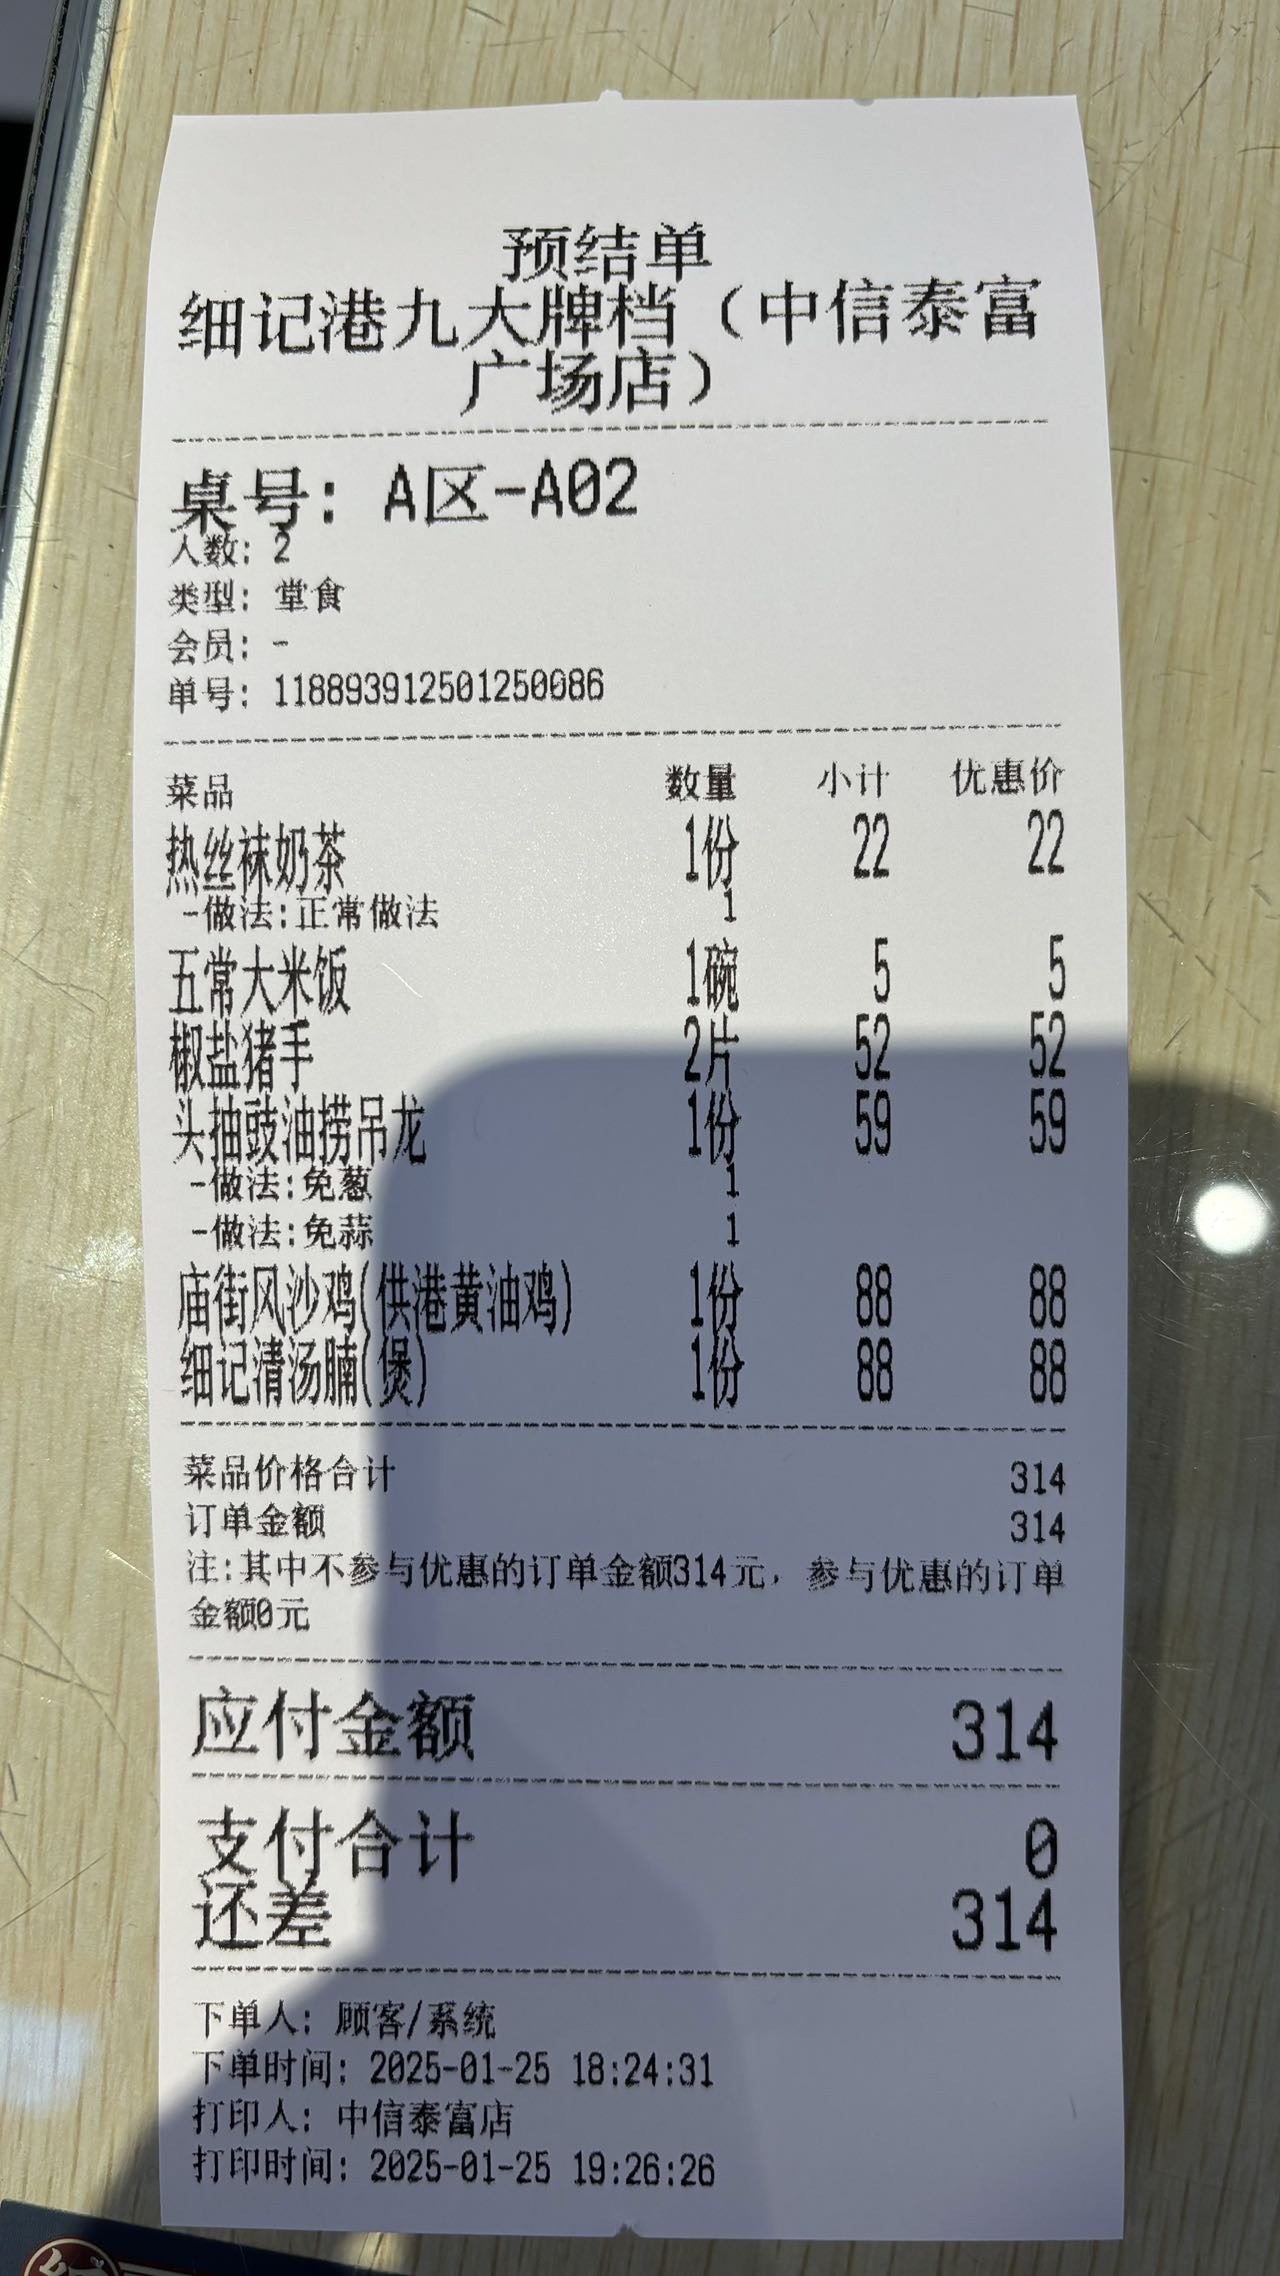 预结单
细记港九大牌档（中信泰富
广场店）
桌号: A区-A02
人数: 2
类型: 堂食
会员: -
单号: 118893912501250086
菜品 数量 小计 优惠价
热丝袜奶茶 1份 22 22
-做法:正常做法 1
五常大米饭 1碗 5 5
椒盐猪手 2片 52 52
头抽豉油捞吊龙 1份 59 59
-做法:免葱 1
-做法:免蒜 1
庙街风沙鸡(供港黄油鸡) 1份 88 88
细记清汤腩(煲) 1份 88 88
菜品价格合计 314
订单金额 314
注:其中不参与优惠的订单金额314元，参与优惠的订单
金额0元
应付金额 314
支付合计 0
还差 314
下单人: 顾客/系统
下单时间: 2025-01-25 18:24:31
打印人: 中信泰富店
打印时间: 2025-01-25 19:26:26